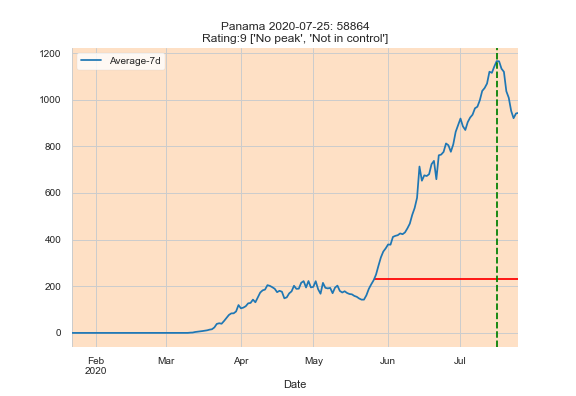 Panama 2020-07-25: 58864
Rating:9 ['No peak', 'Not in control']
Average-7d
1200
1000
800
600
400
200
0
Feb Mar Apr May Jun Jul
2020
Date